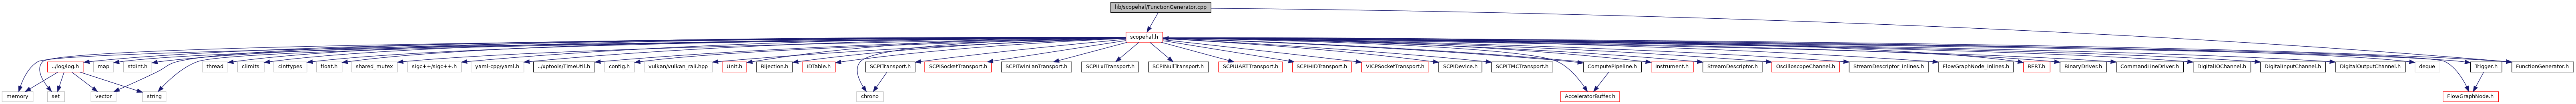 lib/scopehal/FunctionGenerator.cpp
scopehal.h
../log/log.h
map
stdint.h
thread
climits
cinttypes
float.h
shared_mutex
sigc++/sigc++.h
yaml-cpp/yaml.h
../xptools/TimeUtil.h
config.h
vulkan/vulkan_raii.hpp
Unit.h
Bijection.h
IDTable.h
SCPITransport.h
SCPISocketTransport.h
SCPITwinLanTransport.h
SCPILxiTransport.h
SCPINullTransport.h
SCPIUARTTransport.h
SCPIHIDTransport.h
VICPSocketTransport.h
SCPIDevice.h
SCPITMCTransport.h
ComputePipeline.h
Instrument.h
StreamDescriptor.h
OscilloscopeChannel.h
StreamDescriptor_inlines.h
FlowGraphNode_inlines.h
BERT.h
BinaryDriver.h
CommandLineDriver.h
DigitalIOChannel.h
DigitalInputChannel.h
DigitalOutputChannel.h
deque
Trigger.h
FunctionGenerator.h
memory
set
vector
string
chrono
AcceleratorBuffer.h
FlowGraphNode.h